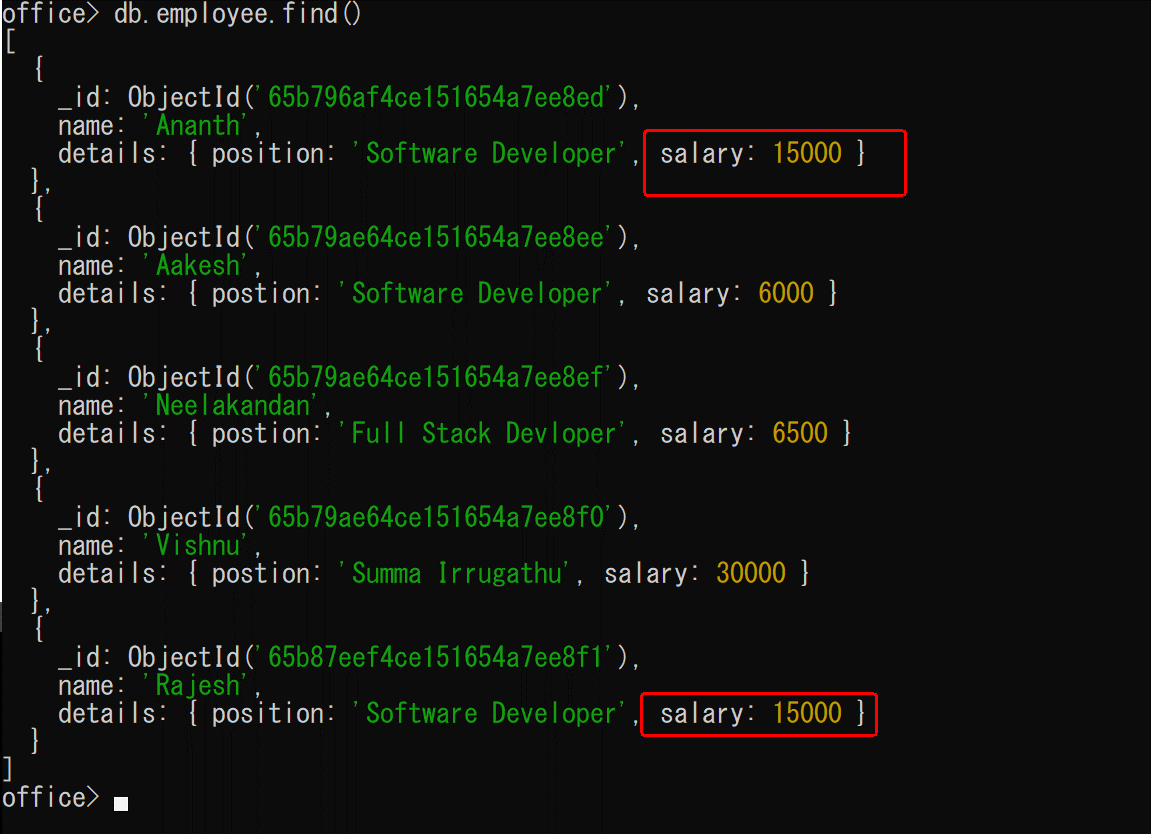 office> db.employee.find()
[
  {
    _id: ObjectId('65b796af4ce151654a7ee8ed'),
    name: 'Ananth',
    details: { position: 'Software Developer', salary: 15000 }
  },
  {
    _id: ObjectId('65b79ae64ce151654a7ee8ee'),
    name: 'Aakesh',
    details: { postion: 'Software Developer', salary: 6000 }
  },
  {
    _id: ObjectId('65b79ae64ce151654a7ee8ef'),
    name: 'Neelakandan',
    details: { postion: 'Full Stack Devloper', salary: 6500 }
  },
  {
    _id: ObjectId('65b79ae64ce151654a7ee8f0'),
    name: 'Vishnu',
    details: { postion: 'Summa Irrugathu', salary: 30000 }
  },
  {
    _id: ObjectId('65b87eef4ce151654a7ee8f1'),
    name: 'Rajesh',
    details: { position: 'Software Developer', salary: 15000 }
  }
]
office>